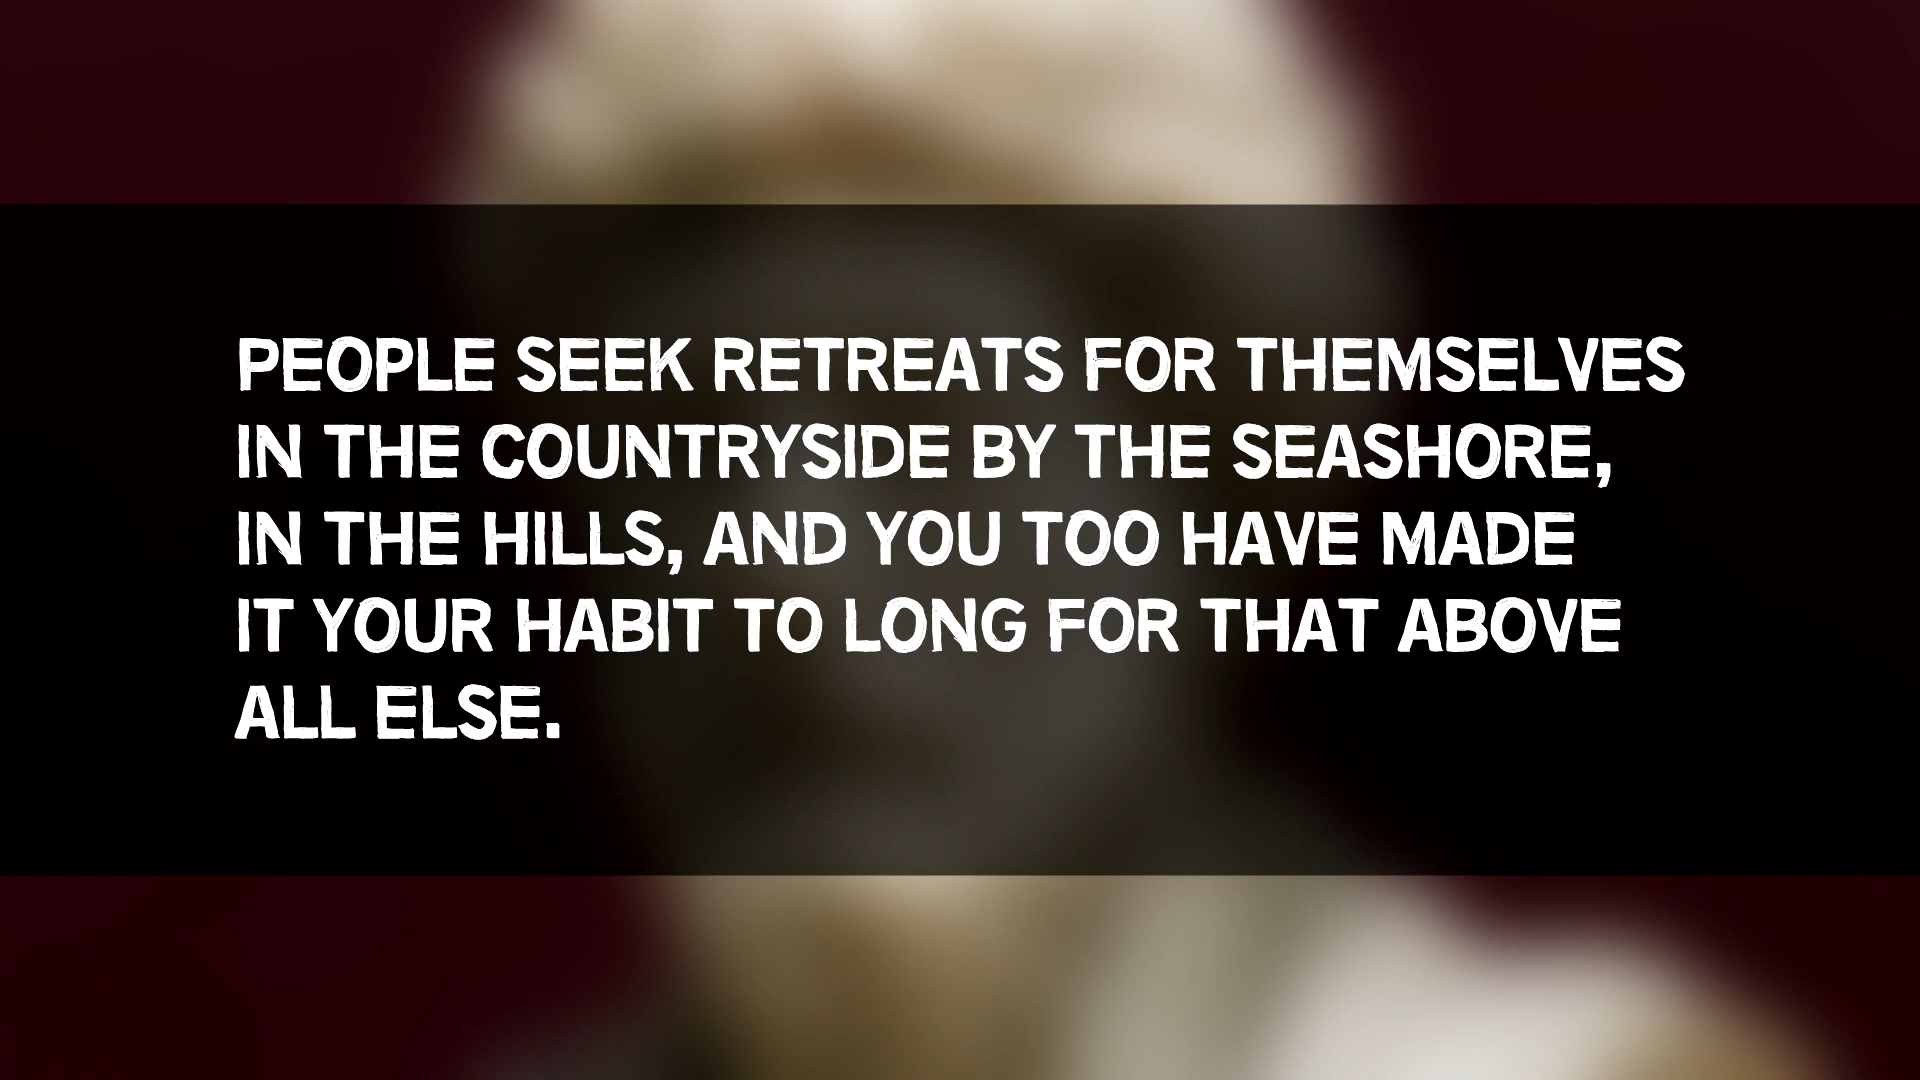 PEOPLE SEEK RETREATS FOR THEMSELVES
IN THE COUNTRYSIDE BY THE SEASHORE,
IN THE HILLS, AND YOU TOO HAVE MADE
IT YOUR HABIT TO LONG FOR THAT ABOVE
ALL ELSE.